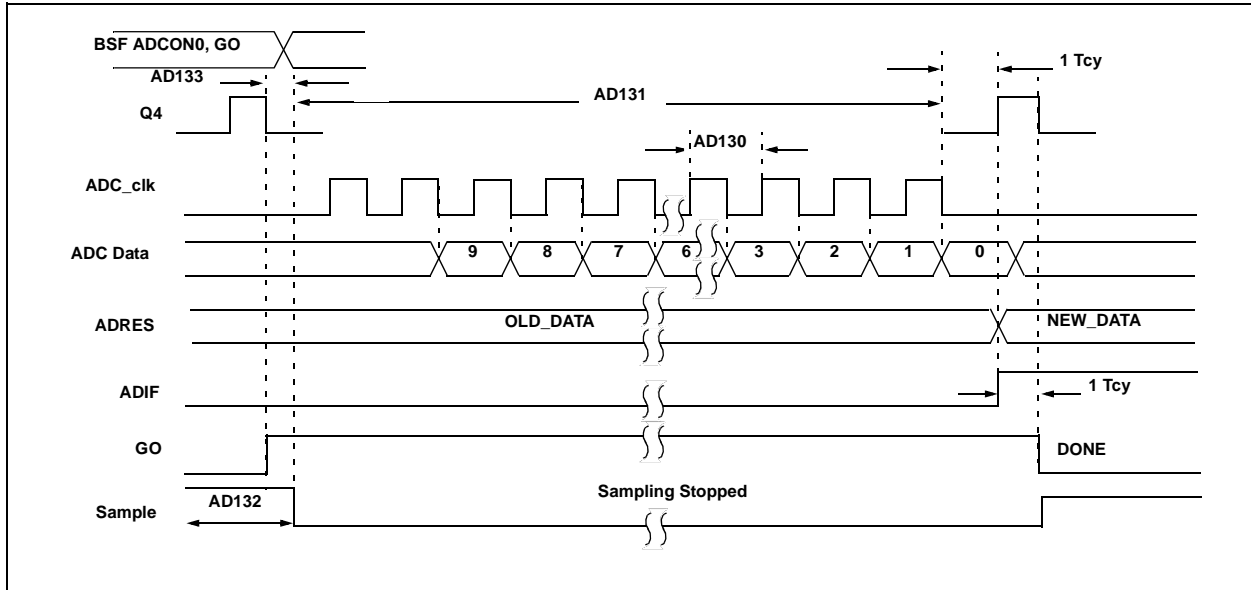 BSF ADCON0, GO
1 Tcy
AD133
AD131
Q4
AD130
ADC_clk
ADC Data
9 8 7 6 3 2 1 0
ADRES
OLD_DATA
NEW_DATA
ADIF
1 Tcy
GO
DONE
AD132
Sampling Stopped
Sample